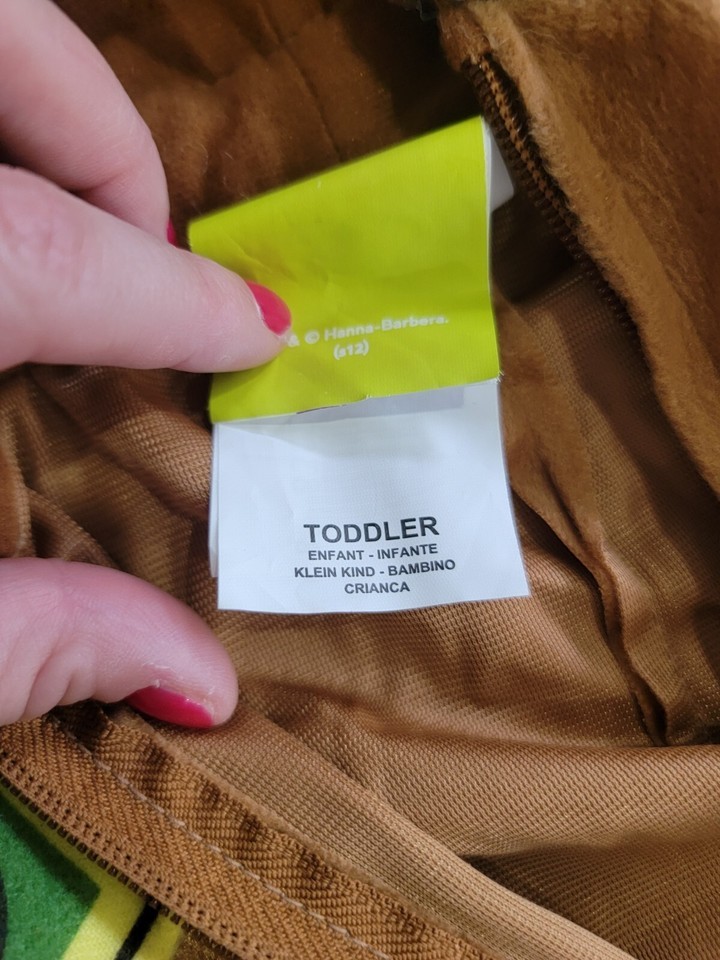 & © Hanna-Barbera.
(s12)
TODDLER
ENFANT - INFANTE
KLEIN KIND - BAMBINO
CRIANCA